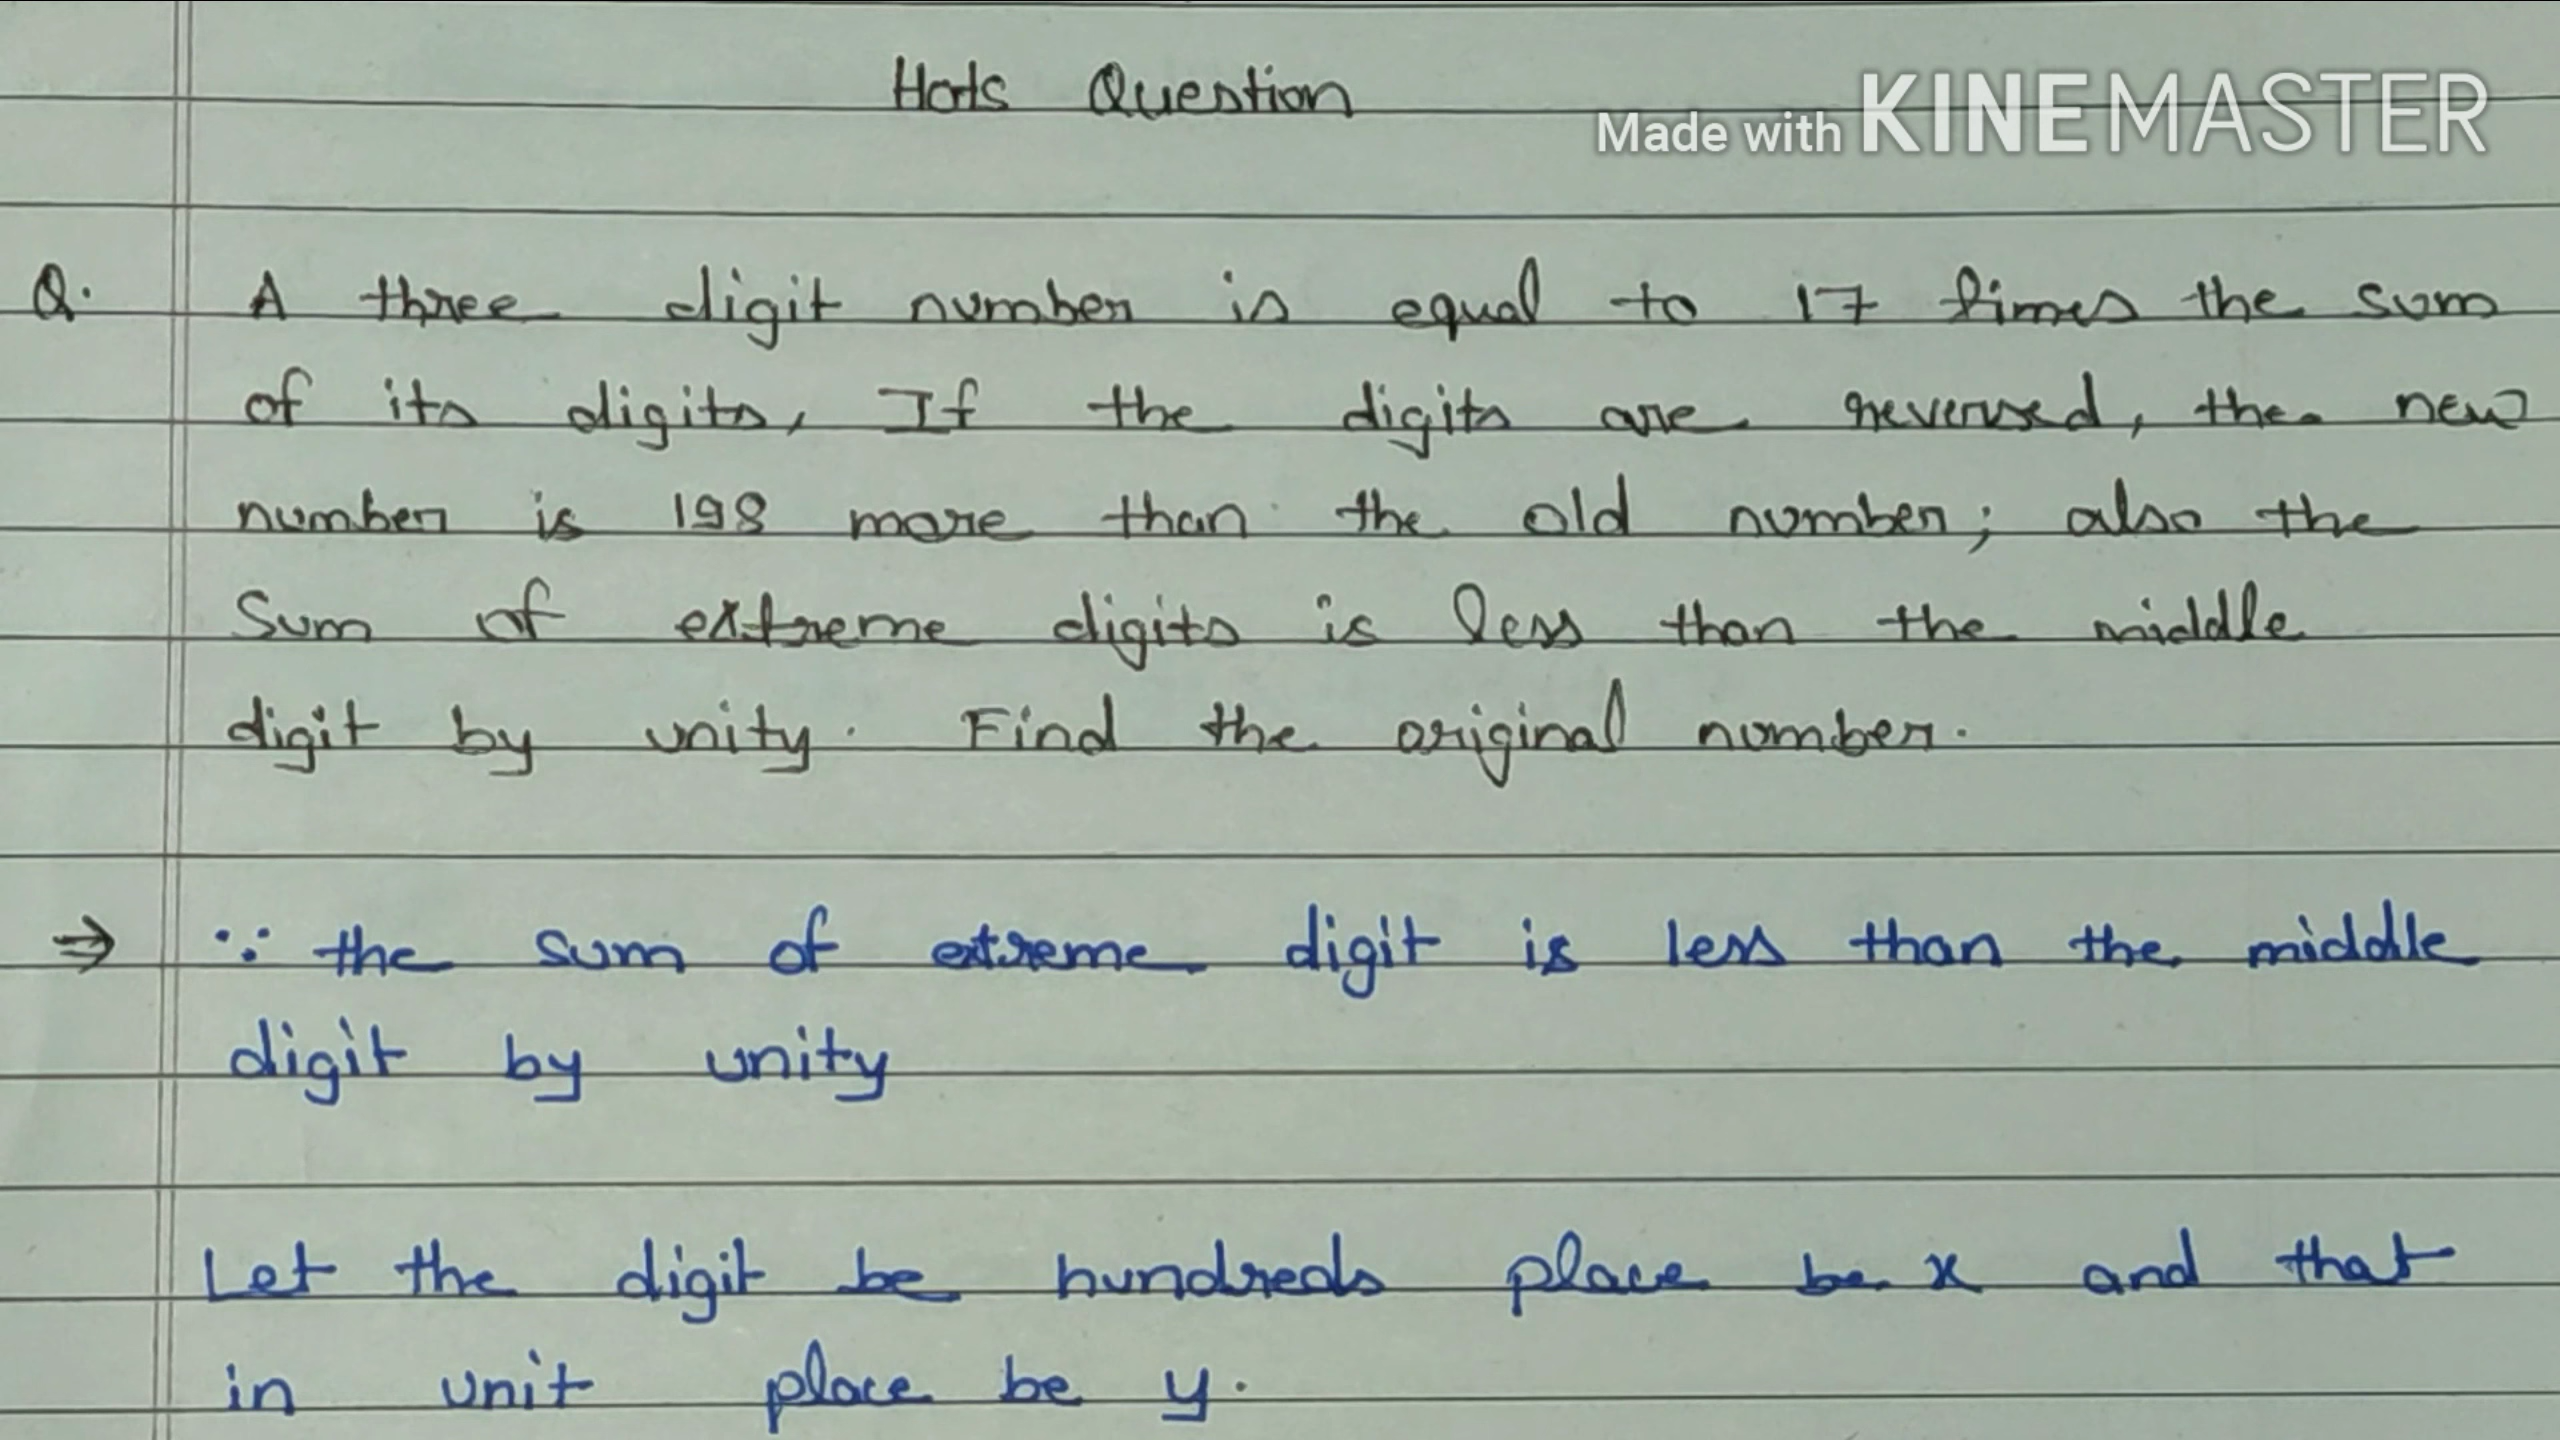 Hots Question
Made with KINEMASTER
Q. A three digit number is equal to 17 times the sum
of its digits, If the digits are reversed, the new
number is 198 more than the old number; also the
Sum of extreme digits is less than the middle
digit by unity. Find the original number.
⇒ ∵ the sum of extreme digit is less than the middle
digit by unity
Let the digit be hundreds place be x and that
in unit place be y.